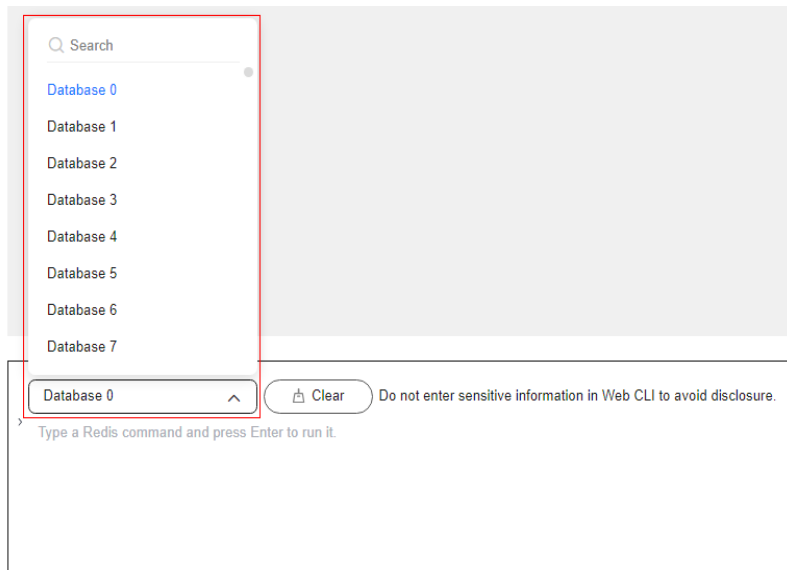 Search
Database 0
Database 1
Database 2
Database 3
Database 4
Database 5
Database 6
Database 7
Database 0 Clear Do not enter sensitive information in Web CLI to avoid disclosure.
> Type a Redis command and press Enter to run it.